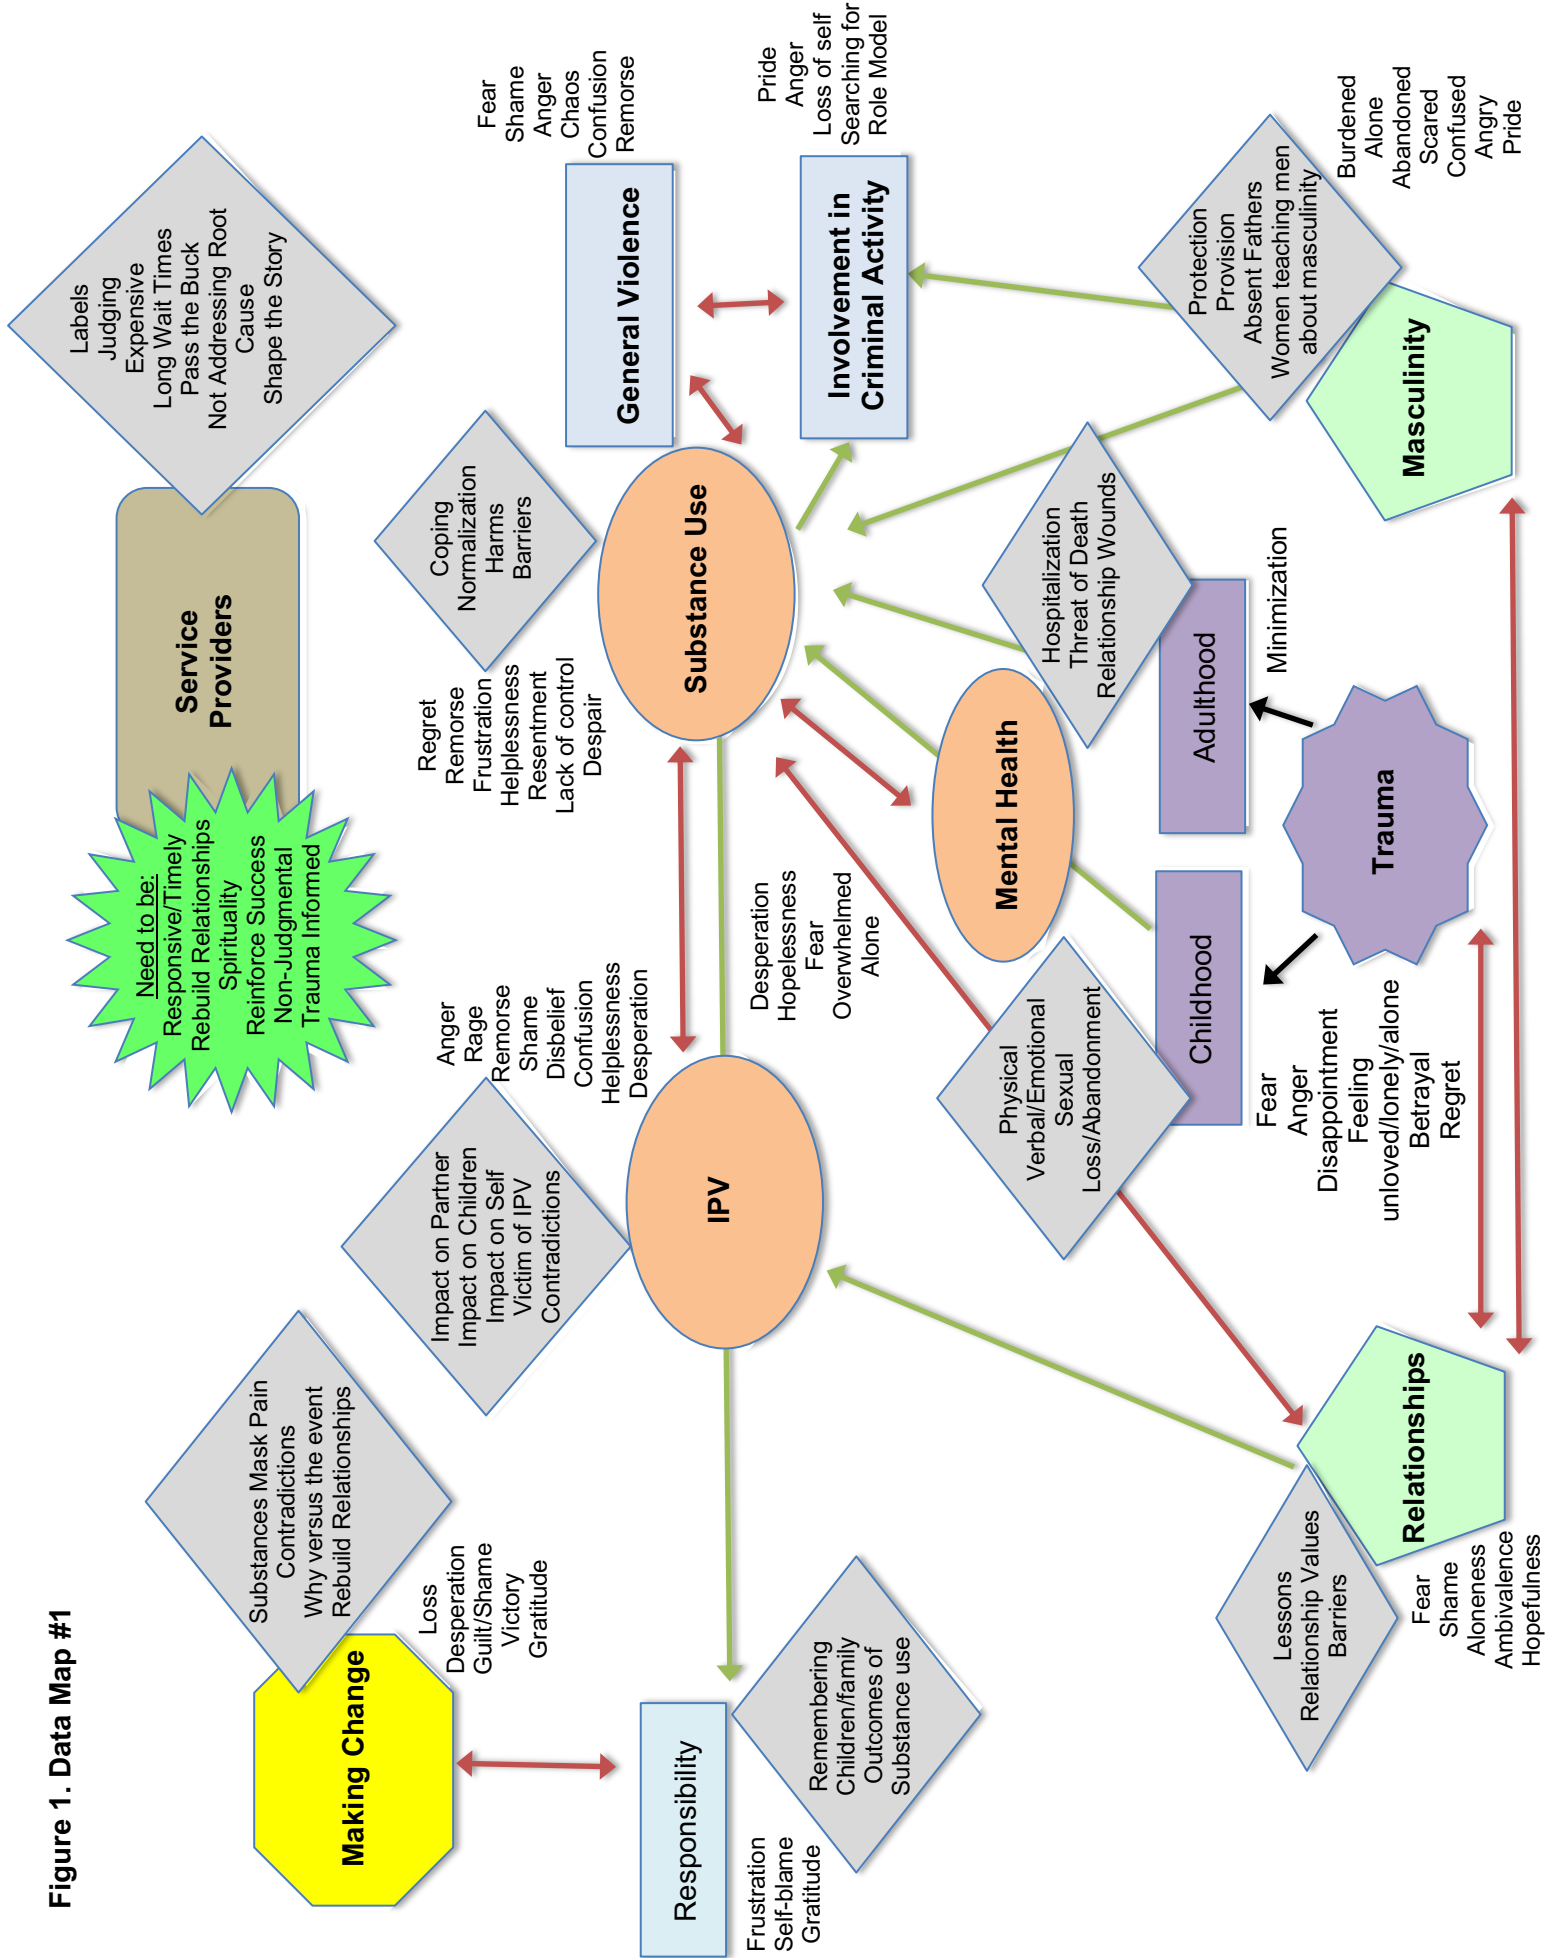 Figure 1. Data Map #1
Making Change
Substances Mask Pain
Contradictions
Why versus the event
Rebuild Relationships
Loss
Desperation
Guilt/Shame
Victory
Gratitude
Need to be:
Responsive/Timely
Rebuild Relationships
Spirituality
Reinforce Success
Non-Judgmental
Trauma Informed
Service
Providers
Labels
Judging
Expensive
Long Wait Times
Pass the Buck
Not Addressing Root
Cause
Shape the Story
Responsibility
Frustration
Self-blame
Gratitude
Remembering
Children/family
Outcomes of
Substance use
Impact on Partner
Impact on Children
Impact on Self
Victim of IPV
Contradictions
Anger
Rage
Remorse
Shame
Disbelief
Confusion
Helplessness
Desperation
IPV
Regret
Remorse
Frustration
Helplessness
Resentment
Lack of control
Despair
Coping
Normalization
Harms
Barriers
Substance Use
Fear
Shame
Anger
Chaos
Confusion
Remorse
General Violence
Pride
Anger
Loss of self
Searching for
Role Model
Involvement in
Criminal Activity
Desperation
Hopelessness
Fear
Overwhelmed
Alone
Mental Health
Physical
Verbal/Emotional
Sexual
Loss/Abandonment
Childhood
Fear
Anger
Disappointment
Feeling
unloved/lonely/alone
Betrayal
Regret
Hospitalization
Threat of Death
Relationship Wounds
Adulthood
Minimization
Trauma
Lessons
Relationship Values
Barriers
Relationships
Fear
Shame
Aloneness
Ambivalence
Hopefulness
Protection
Provision
Absent Fathers
Women teaching men
about masculinity
Masculinity
Burdened
Alone
Abandoned
Scared
Confused
Angry
Pride